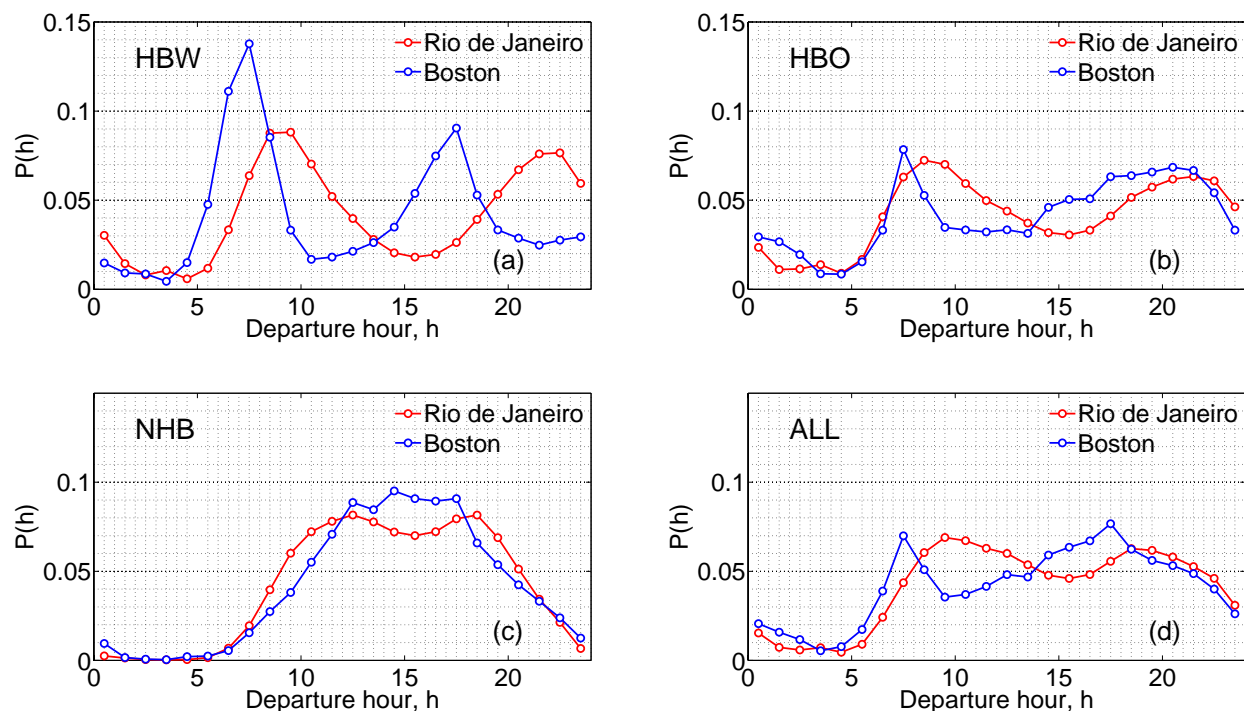 0.15
HBW
Rio de Janeiro
Boston
0.1
P(h)
0.05
(a)
0
0 5 10 15 20
Departure hour, h
0.15
HBO
Rio de Janeiro
Boston
0.1
P(h)
0.05
(b)
0
0 5 10 15 20
Departure hour, h
NHB
Rio de Janeiro
Boston
0.1
P(h)
0.05
(c)
0
0 5 10 15 20
Departure hour, h
ALL
Rio de Janeiro
Boston
0.1
P(h)
0.05
(d)
0
0 5 10 15 20
Departure hour, h